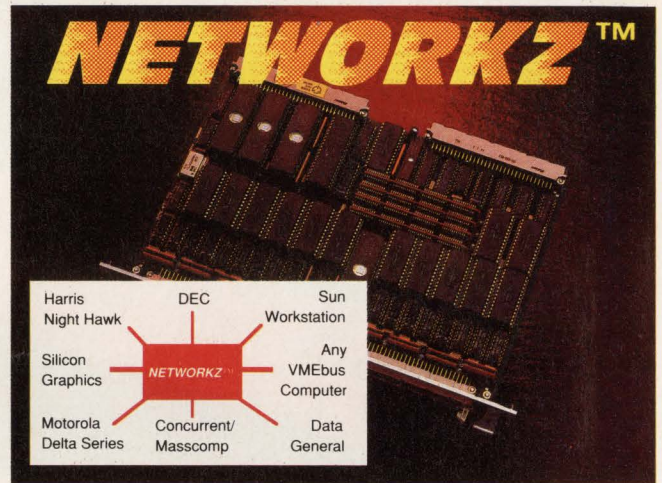 NETWORKZ™
Harris
Night Hawk
DEC
Sun
Workstation
Silicon
Graphics
NETWORKZ™
Any
VMEbus
Computer
Motorola
Delta Series
Concurrent/
Masscomp
Data
General